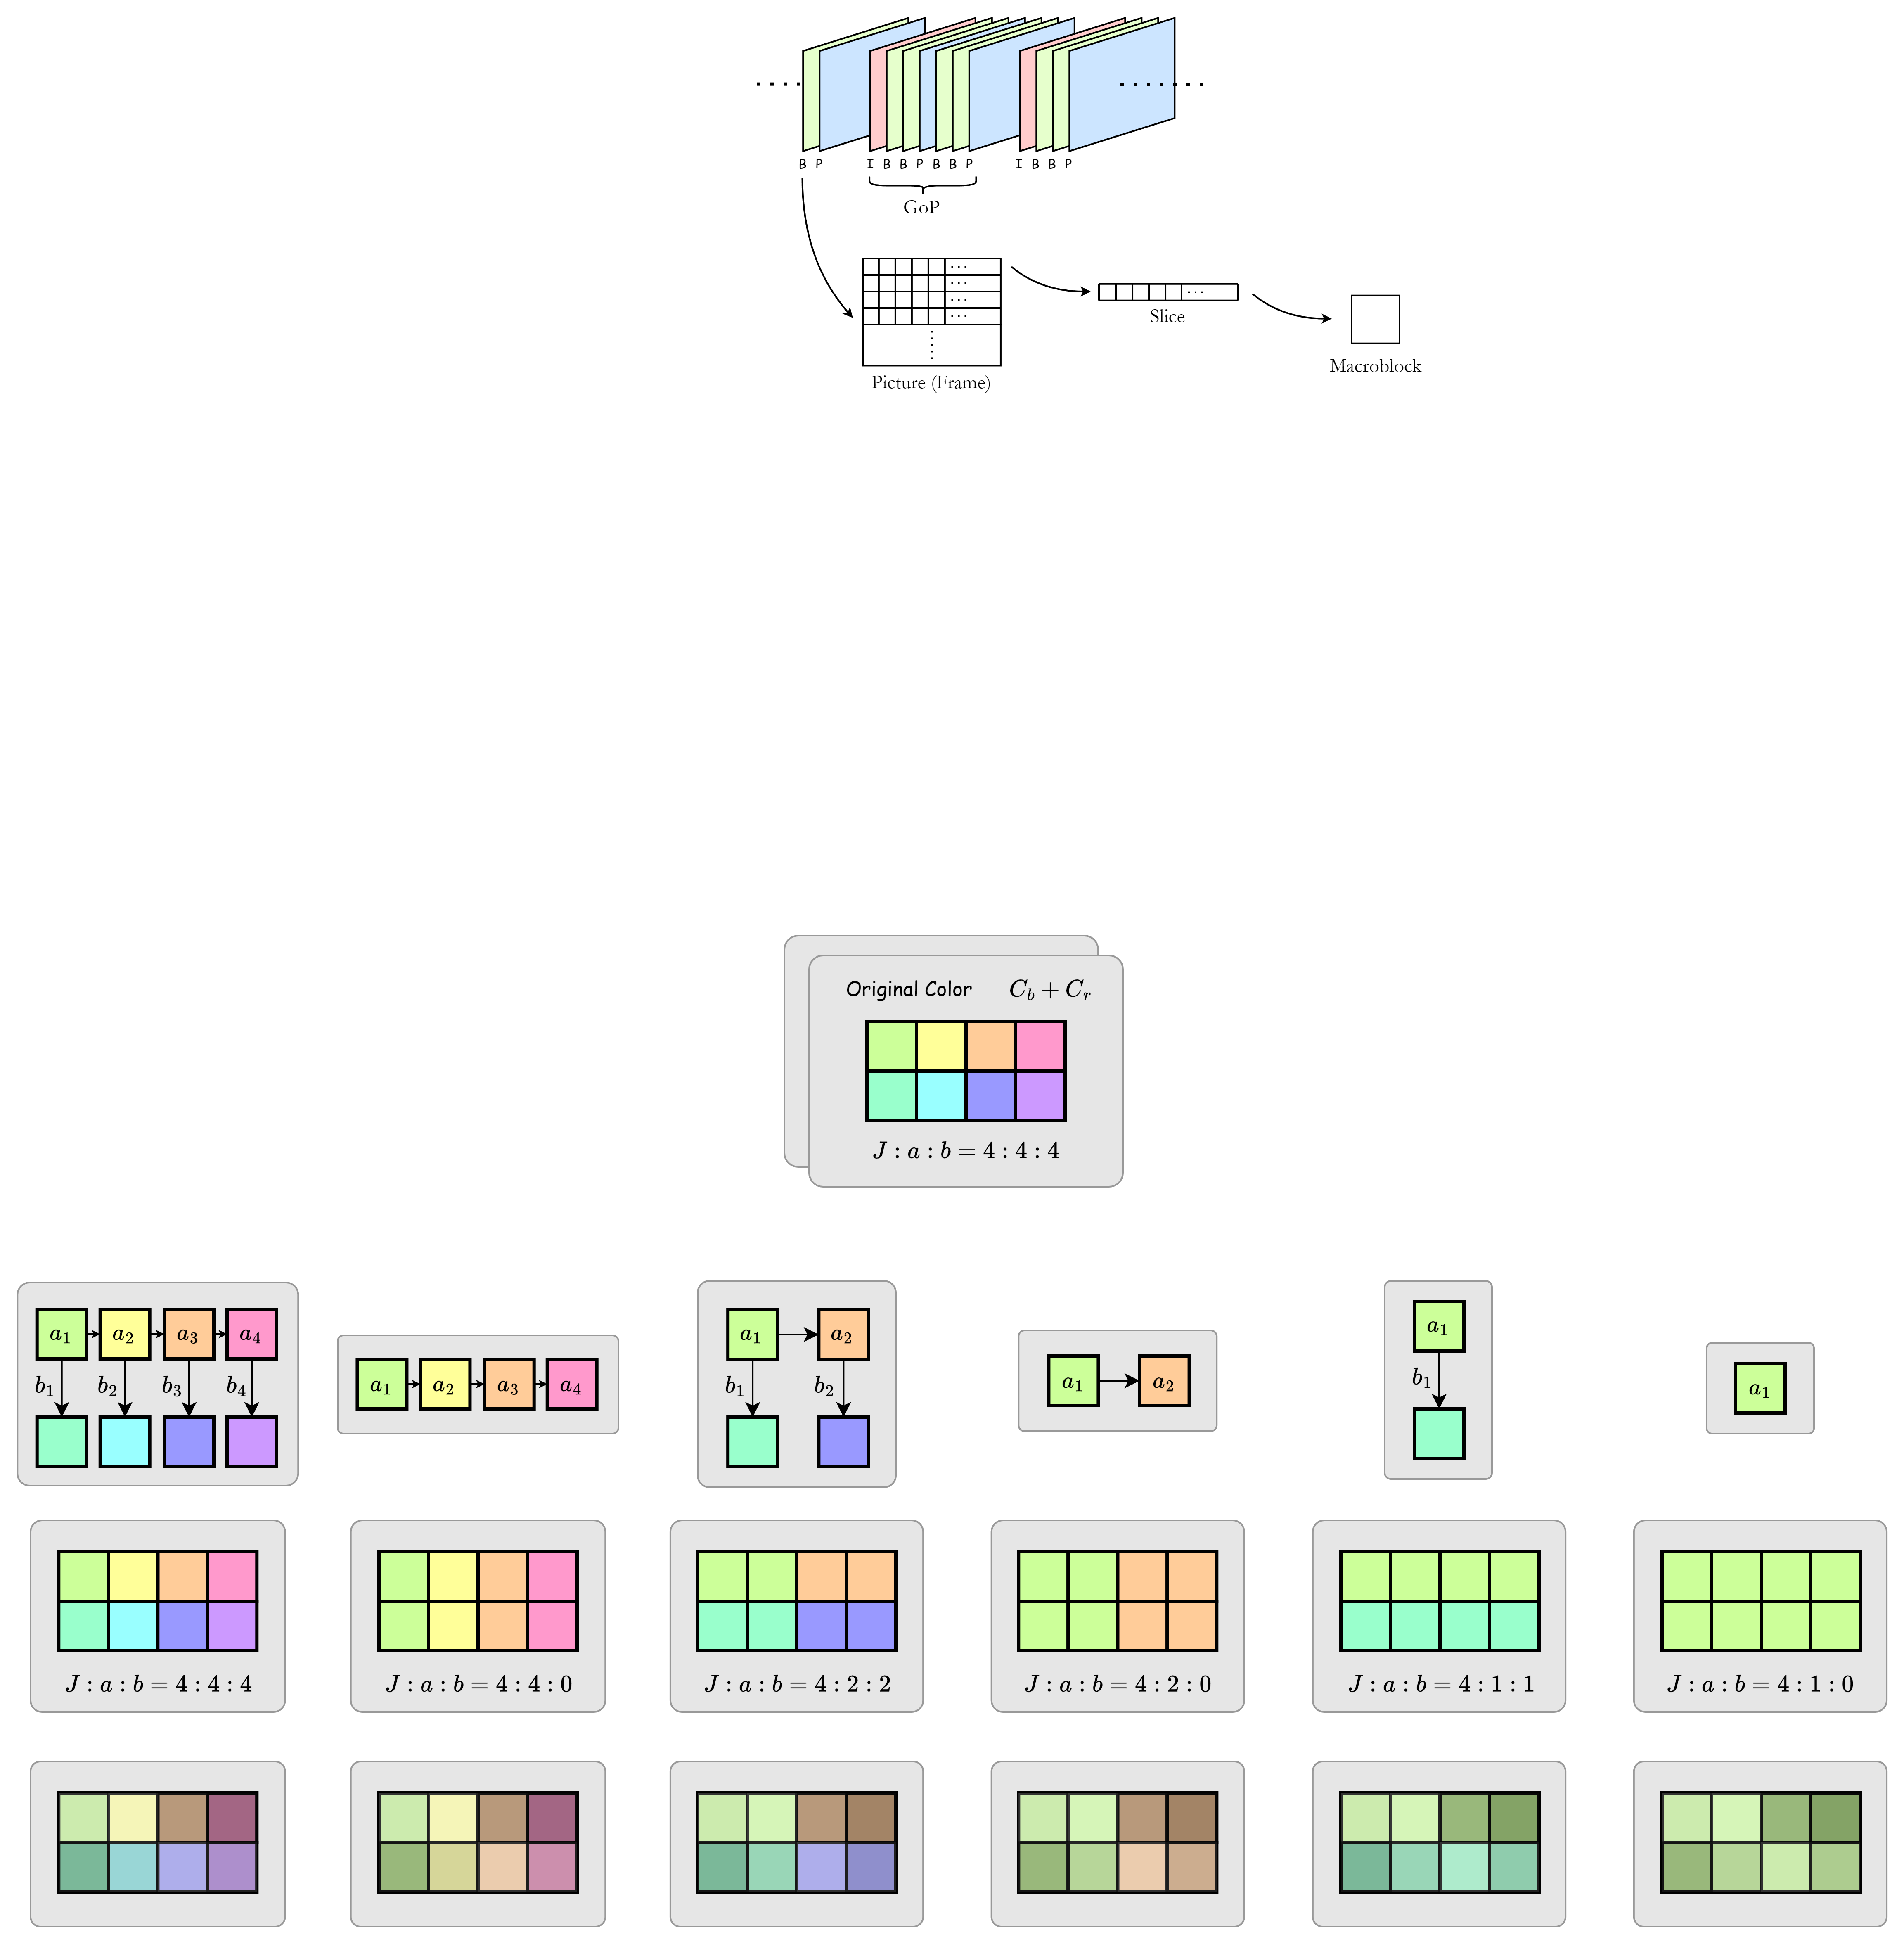 B P I B B P B B P I B B P
GoP
Slice
Macroblock
Picture (Frame)
Original Color C_b + C_r
J : a : b = 4 : 4 : 4
a_1 a_2 a_3 a_4
b_1 b_2 b_3 b_4
a_1 a_2 a_3 a_4
a_1 a_2
b_1 b_2
a_1 a_2
a_1
b_1
a_1
J : a : b = 4 : 4 : 4
J : a : b = 4 : 4 : 0
J : a : b = 4 : 2 : 2
J : a : b = 4 : 2 : 0
J : a : b = 4 : 1 : 1
J : a : b = 4 : 1 : 0